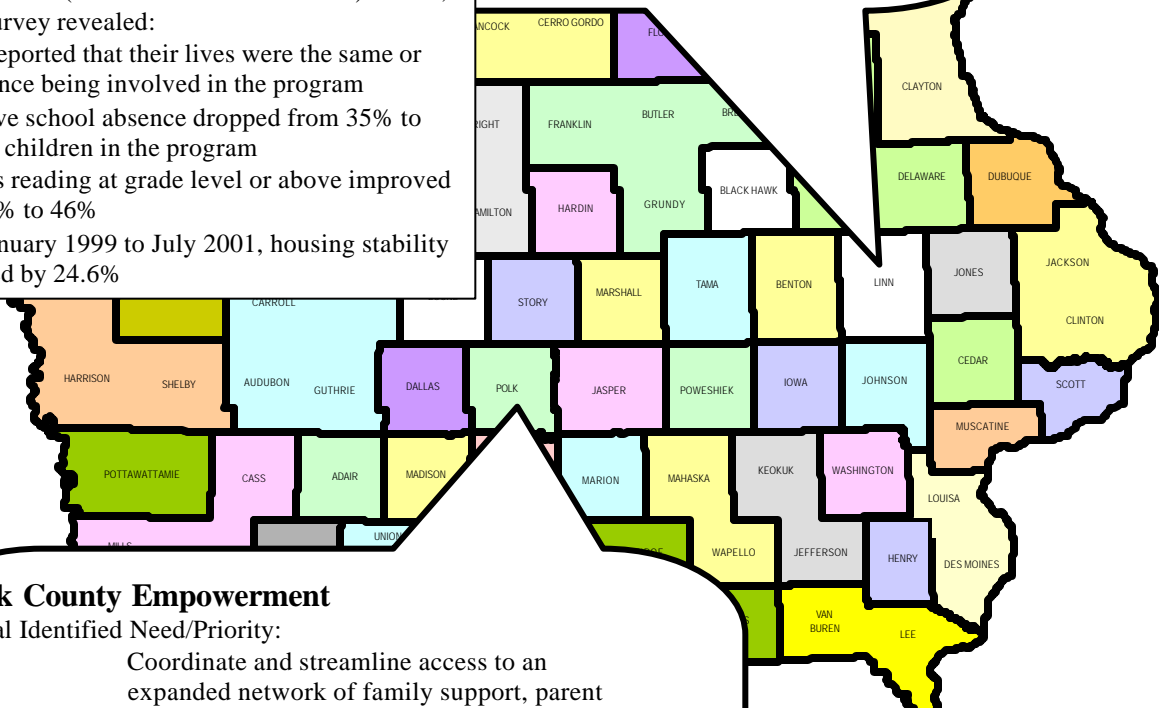 urvey revealed:
eported that their lives were the same or
nce being involved in the program
ve school absence dropped from 35% to
children in the program
s reading at grade level or above improved
% to 46%
nuary 1999 to July 2001, housing stability
d by 24.6%
NCOCK CERRO GORDO FLO
CLAYTON
RIGHT FRANKLIN BUTLER BRE
BLACK HAWK DELAWARE DUBUQUE
AMILTON HARDIN GRUNDY
STORY MARSHALL TAMA BENTON LINN JONES JACKSON
CLINTON
CARROLL
HARRISON SHELBY AUDUBON GUTHRIE DALLAS POLK JASPER POWESHIEK IOWA JOHNSON CEDAR SCOTT
MUSCATINE
POTTAWATTAMIE CASS ADAIR MADISON MARION MAHASKA KEOKUK WASHINGTON
LOUISA
MILLS UNION ROE WAPELLO JEFFERSON HENRY DES MOINES
S VAN
BUREN LEE
k County Empowerment
al Identified Need/Priority:
Coordinate and streamline access to an
expanded network of family support, parent